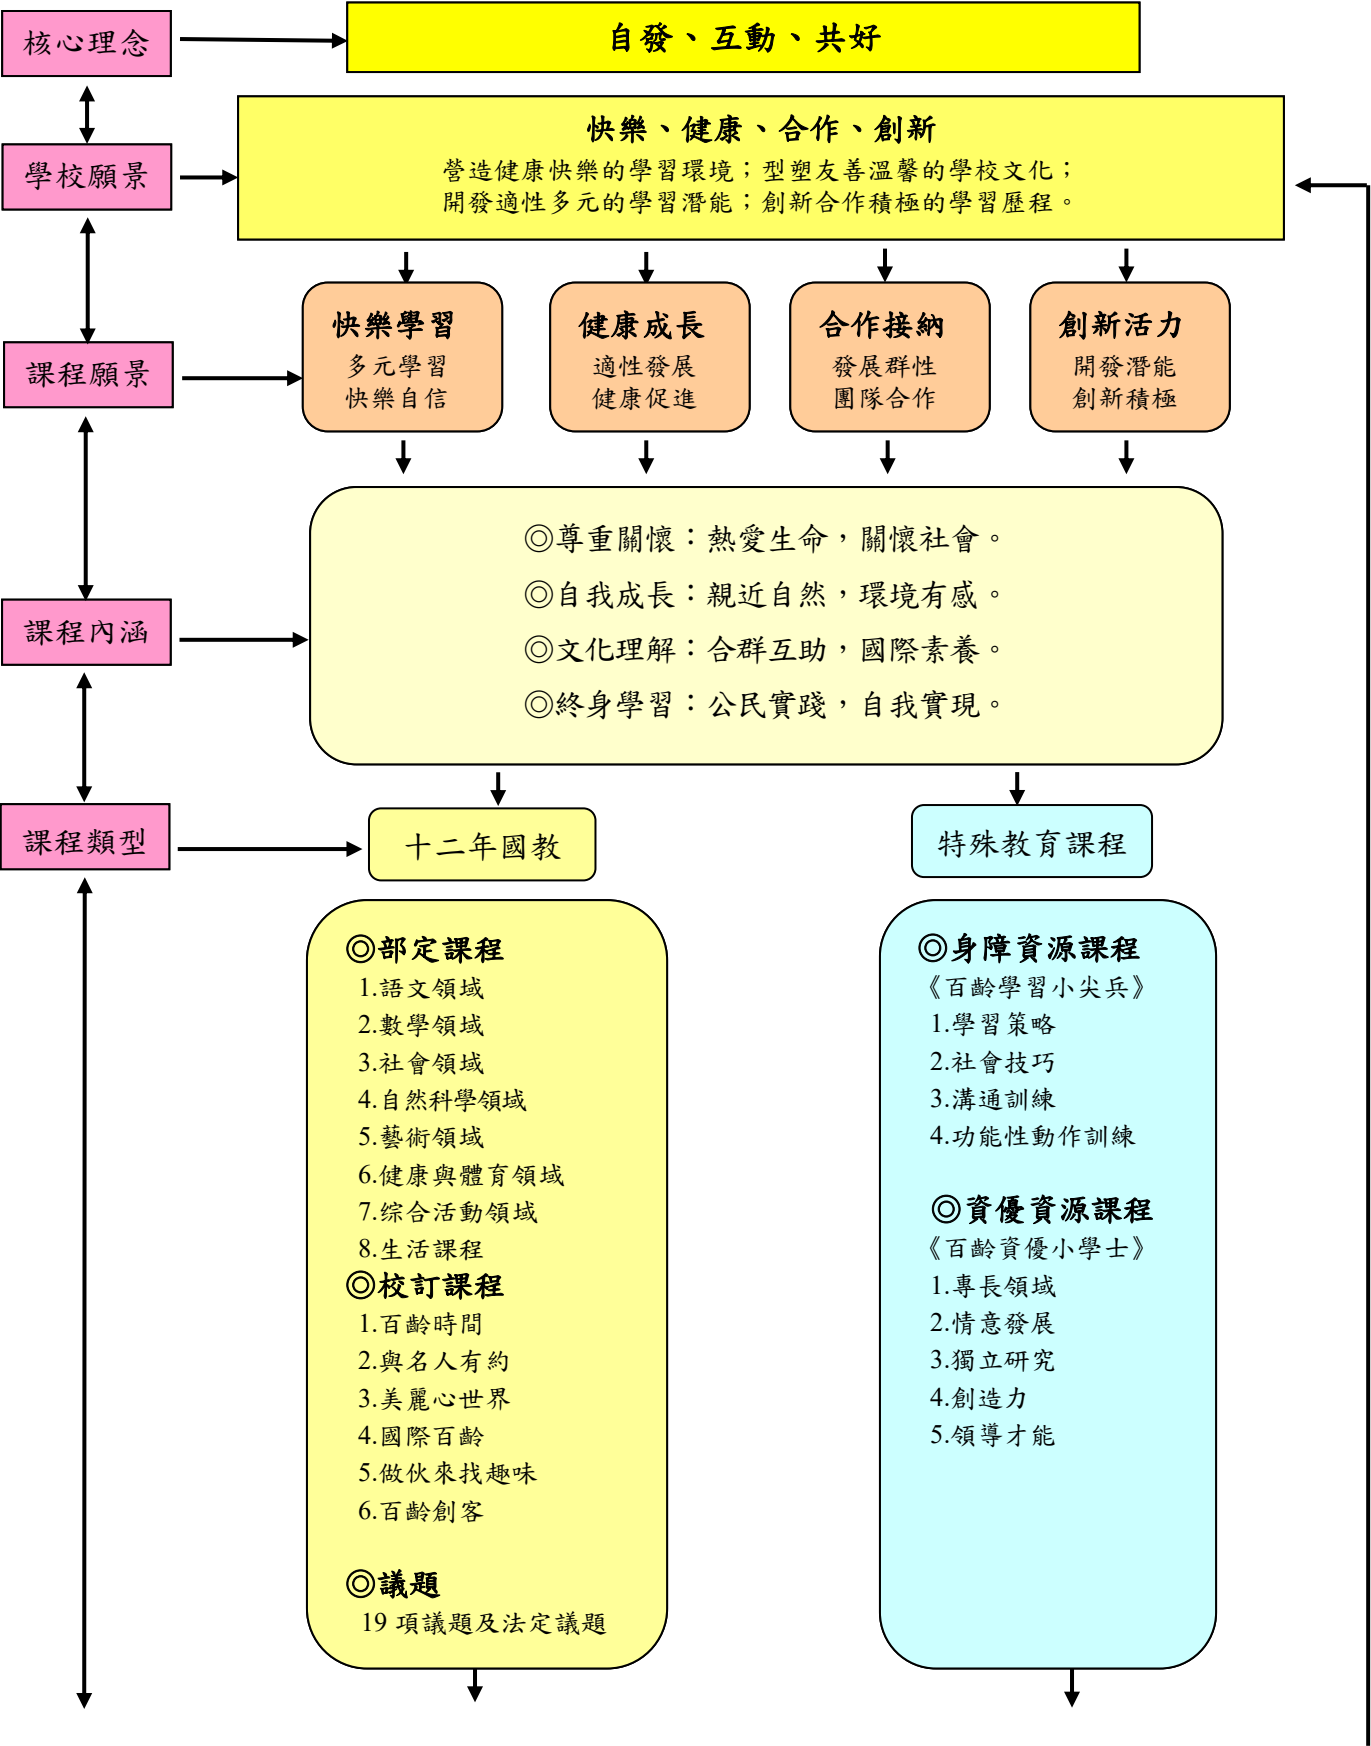 核心理念
自發、互動、共好
學校願景
快樂、健康、合作、創新
營造健康快樂的學習環境；型塑友善溫馨的學校文化；
開發適性多元的學習潛能；創新合作積極的學習歷程。
課程願景
快樂學習
多元學習
快樂自信
健康成長
適性發展
健康促進
合作接納
發展群性
團隊合作
創新活力
開發潛能
創新積極
課程內涵
◎尊重關懷：熱愛生命，關懷社會。
◎自我成長：親近自然，環境有感。
◎文化理解：合群互助，國際素養。
◎終身學習：公民實踐，自我實現。
課程類型
十二年國教
特殊教育課程
◎部定課程
1.語文領域
2.數學領域
3.社會領域
4.自然科學領域
5.藝術領域
6.健康與體育領域
7.综合活動領域
8.生活課程
◎校訂課程
1.百齡時間
2.與名人有約
3.美麗心世界
4.國際百齡
5.做伙來找趣味
6.百齡創客
◎議題
19 項議題及法定議題
◎身障資源課程
《百齡學習小尖兵》
1.學習策略
2.社會技巧
3.溝通訓練
4.功能性動作訓練
◎資優資源課程
《百齡資優小學士》
1.專長領域
2.情意發展
3.獨立研究
4.創造力
5.領導才能